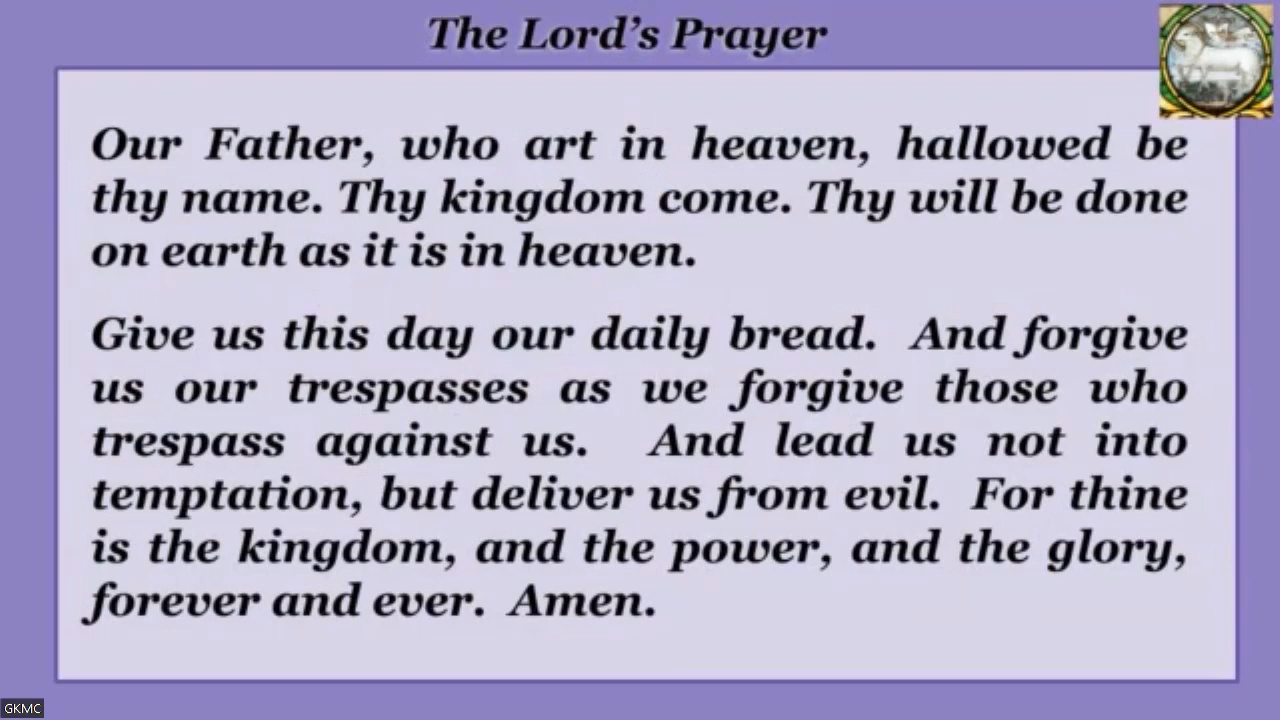 The Lord's Prayer
Our Father, who art in heaven, hallowed be
thy name. Thy kingdom come. Thy will be done
on earth as it is in heaven.
Give us this day our daily bread.  And forgive
us our trespasses as we forgive those who
trespass against us.  And lead us not into
temptation, but deliver us from evil.  For thine
is the kingdom, and the power, and the glory,
forever and ever.  Amen.
GKMC